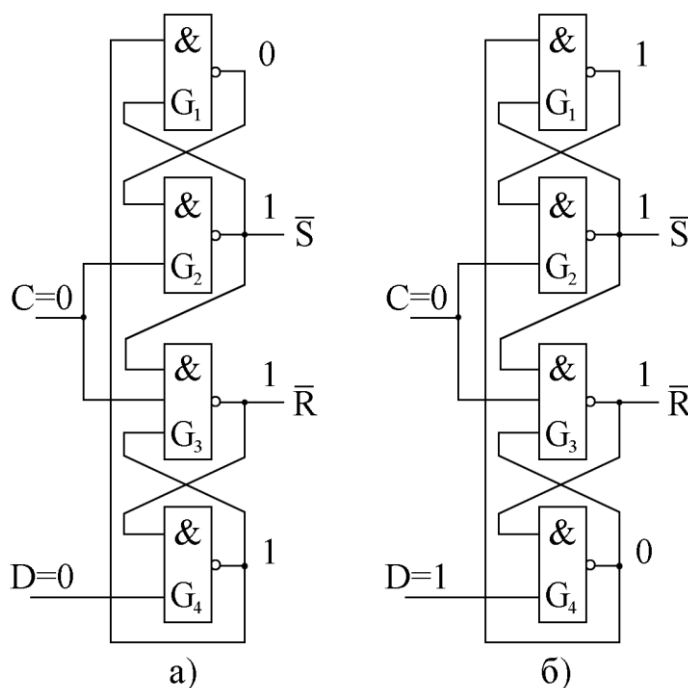 & 0
G1
& 1 S̅
G2
C=0
& 1 R̅
G3
& 1
D=0 G4
а)
& 1
G1
& 1 S̅
G2
C=0
& 1 R̅
G3
& 0
D=1 G4
б)